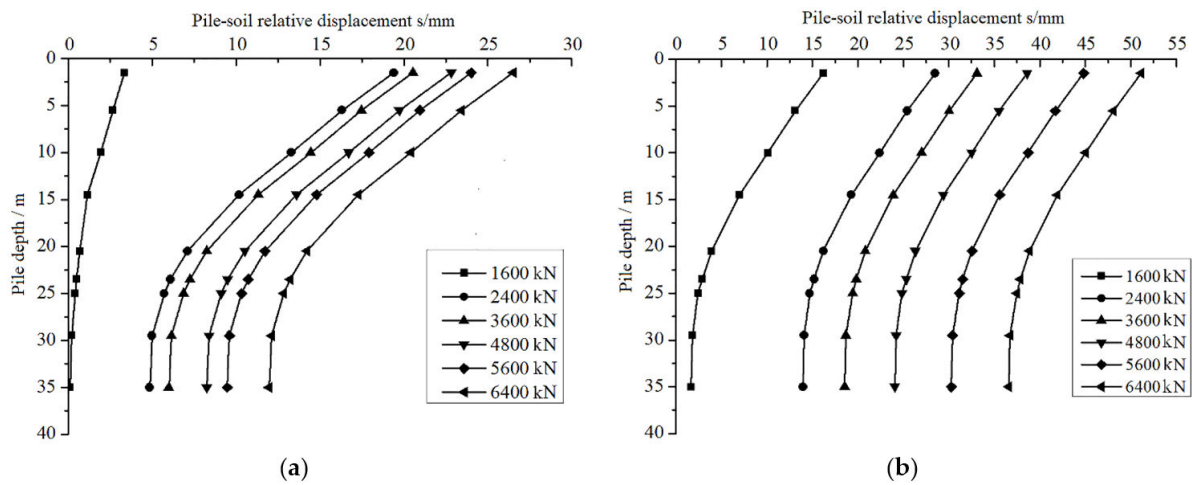 Pile-soil relative displacement s/mm
0 5 10 15 20 25 30
0
5
10
15
20
25
30
35
40
Pile depth / m
1600 kN
2400 kN
3600 kN
4800 kN
5600 kN
6400 kN
(a)
Pile-soil relative displacement s/mm
0 5 10 15 20 25 30 35 40 45 50 55
0
5
10
15
20
25
30
35
40
Pile depth / m
1600 kN
2400 kN
3600 kN
4800 kN
5600 kN
6400 kN
(b)